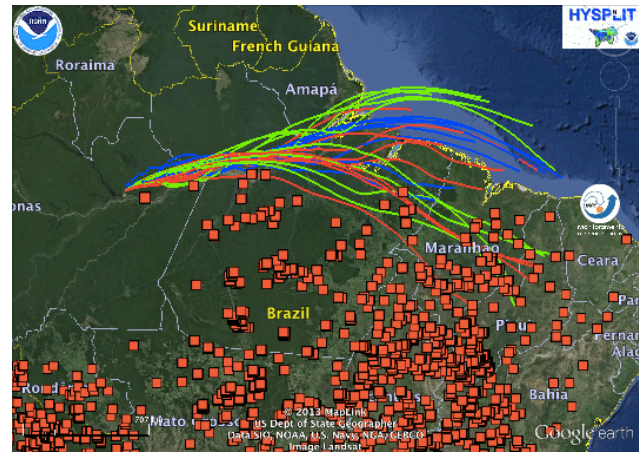 NOAA
HYSPLIT
Suriname
French Guiana
Roraima
Amapá
onas
Maranhao
Ceara
Brazil
Piaui
Bahia
Mato Grosso
© 2013 MapLink
US Dept of State Geographer
Data SIO, NOAA, U.S. Navy, NGA, GEBCO
Image Landsat
Google earth